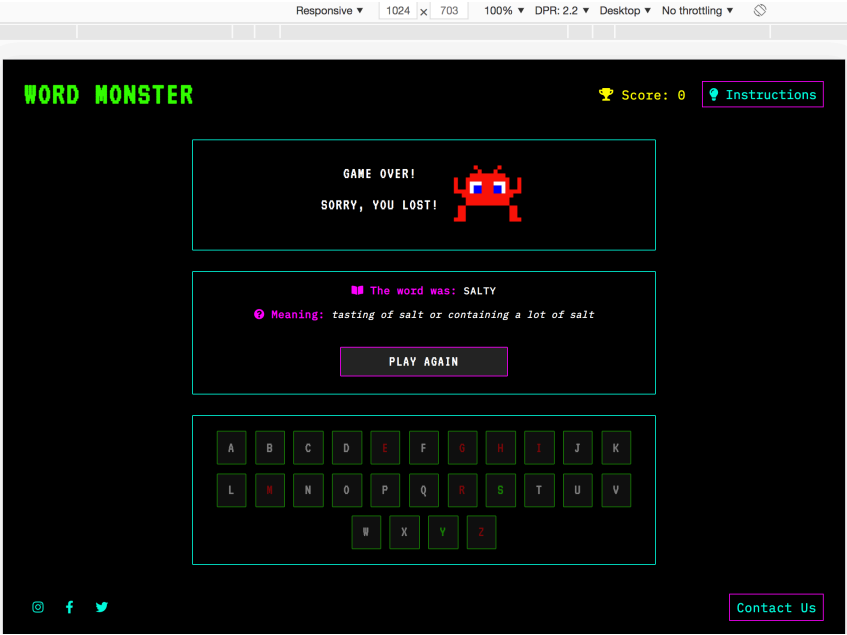 Responsive ▼ 1024 x 703 100% ▼ DPR: 2.2 ▼ Desktop ▼ No throttling ▼
WORD MONSTER
Score: 0
Instructions
GAME OVER!
SORRY, YOU LOST!
The word was: SALTY
Meaning: tasting of salt or containing a lot of salt
PLAY AGAIN
A B C D E F G H I J K
L M N O P Q R S T U V
W X Y Z
Contact Us